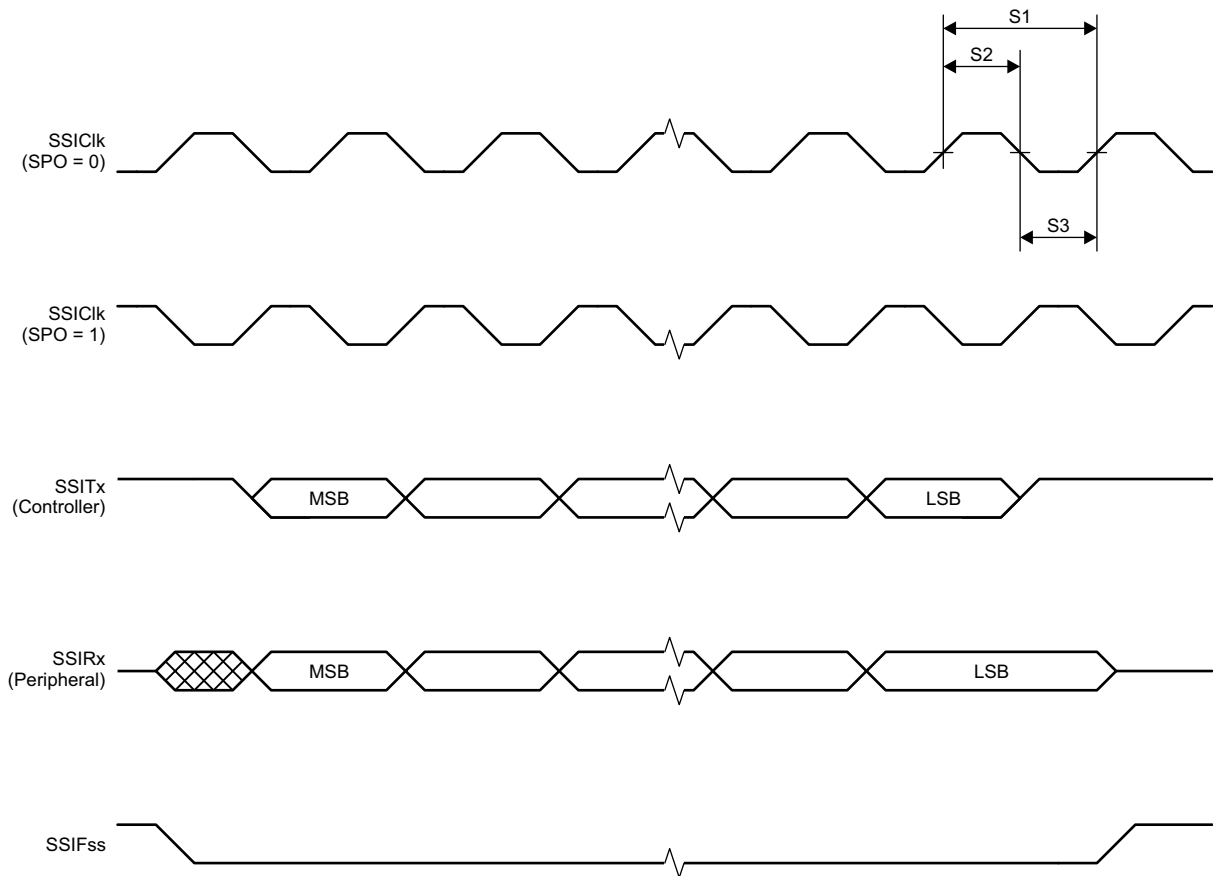 S1
S2
SSIClk
(SPO = 0)
S3
SSIClk
(SPO = 1)
SSITx
(Controller)
MSB
LSB
SSIRx
(Peripheral)
MSB
LSB
SSIFss